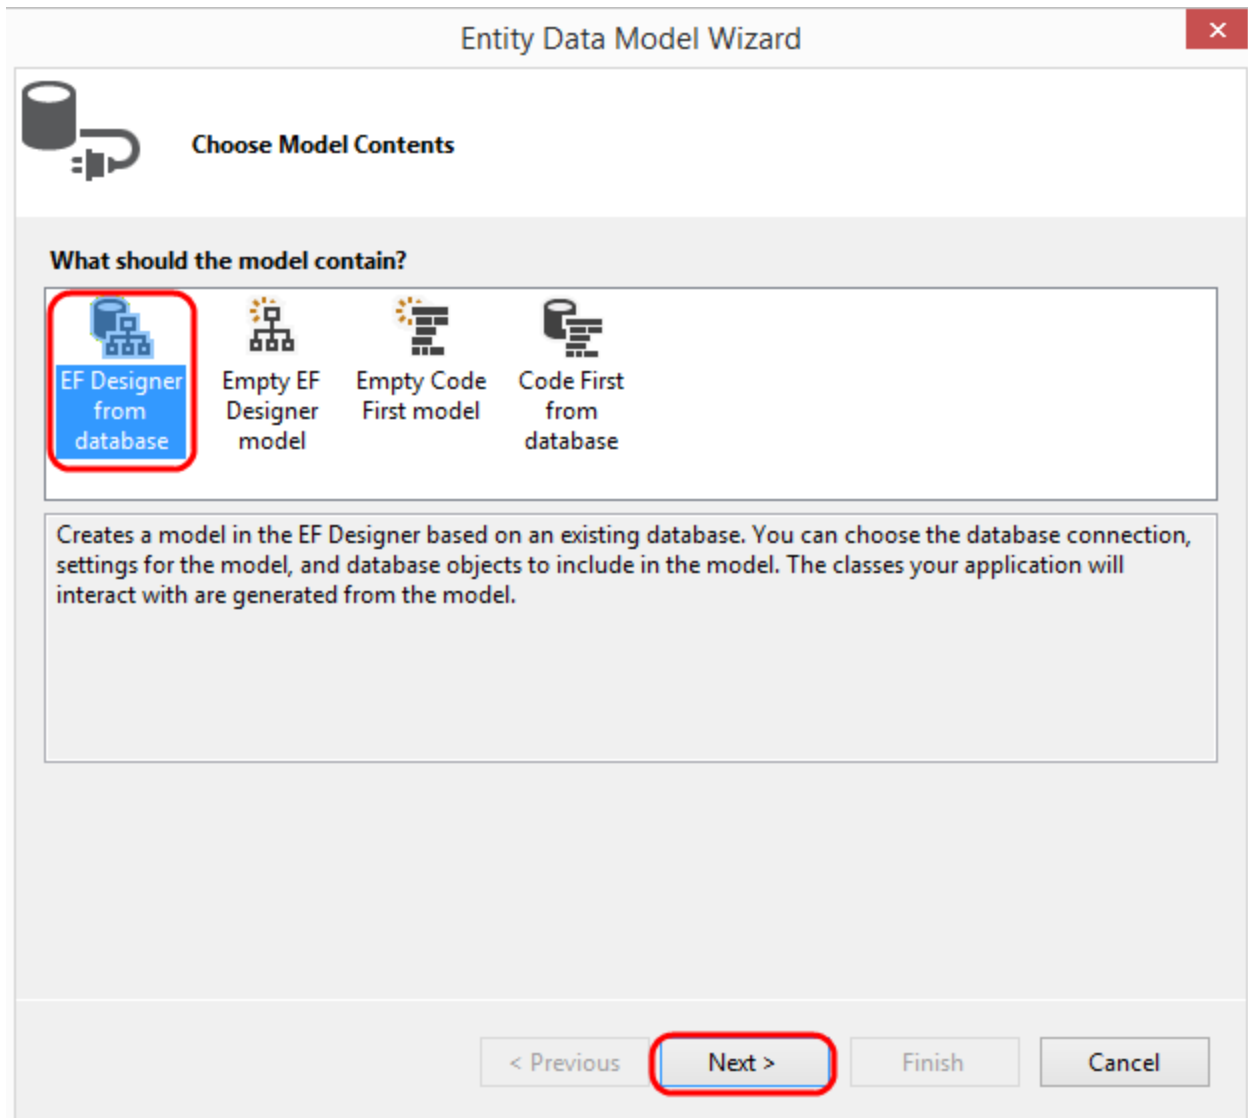 Entity Data Model Wizard
Choose Model Contents
What should the model contain?
EF Designer
from
database
Empty EF
Designer
model
Empty Code
First model
Code First
from
database
Creates a model in the EF Designer based on an existing database. You can choose the database connection,
settings for the model, and database objects to include in the model. The classes your application will
interact with are generated from the model.
< Previous
Next >
Finish
Cancel